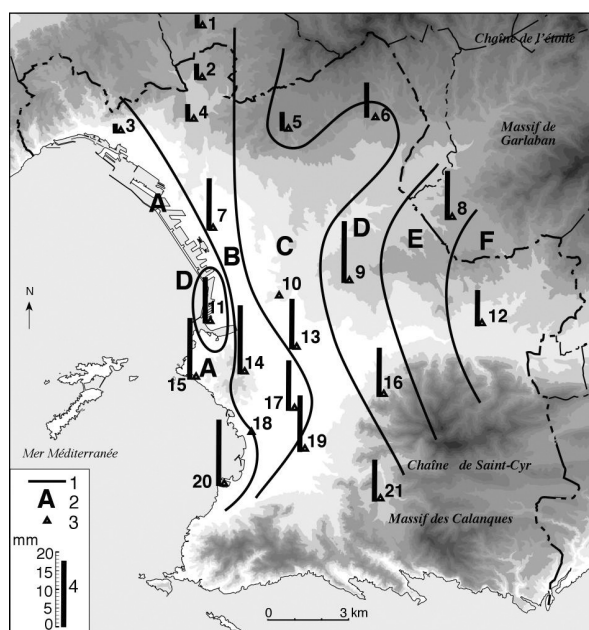 1
Chaîne de l'étoile
2
4
3
5
6
Massif de
Garlaban
8
A
7
B
C
D
E
F
9
N
D
10
11
12
13
A
14
15
16
17
18
19
Mer Méditerranée
20
21
Chaîne de Saint-Cyr
Massif des Calanques
1
A 2
3
mm
20
15
10
5
0
4
0 3 km